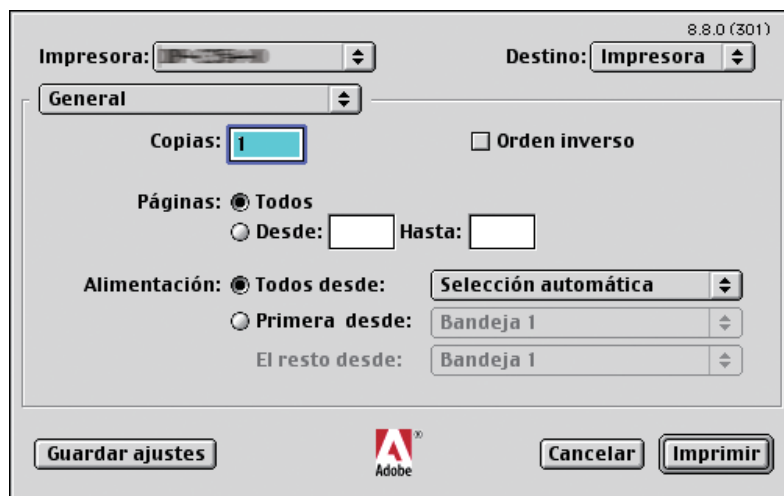 8.8.0 (301)
Impresora: Destino: Impresora
General
Copias: 1 Orden inverso
Páginas: Todos
Desde: Hasta:
Alimentación: Todos desde: Selección automática
Primera desde: Bandeja 1
El resto desde: Bandeja 1
Guardar ajustes Adobe® Cancelar Imprimir